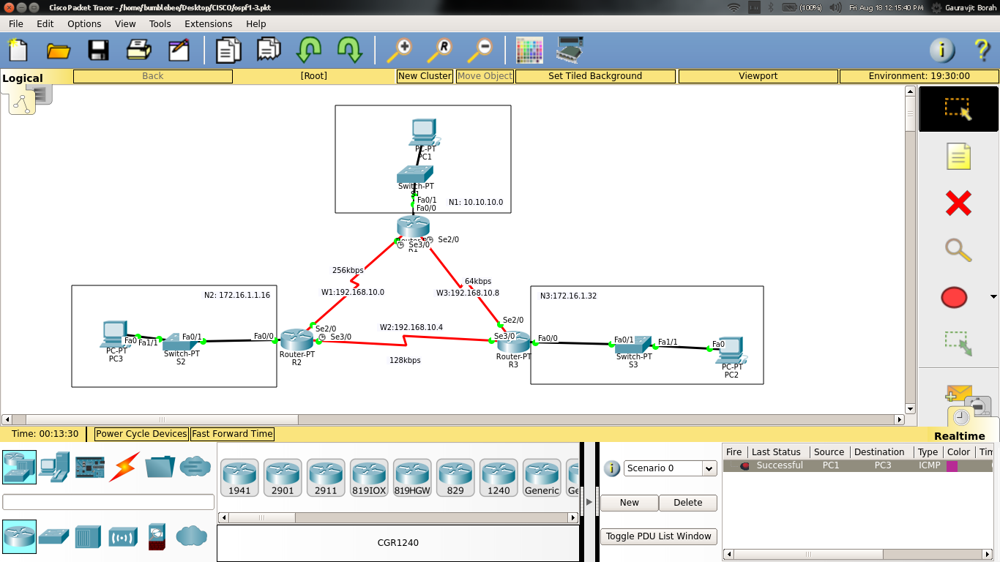 Cisco Packet Tracer - /home/bumblebee/Desktop/CISCO/ospf1-3.pkt
(100%) Fri Aug 18 12:15:40 PM Gauravjit Borah
File Edit Options View Tools Extensions Help
Logical Back [Root] New Cluster Move Object Set Tiled Background Viewport Environment: 19:30:00
PC-PT
PC1
Switch-PT
Fa0/1
N1: 10.10.10.0
Fa0/0
Se2/0
Se3/0
R1
256kbps
64kbps
W1:192.168.10.0
W3:192.168.10.8
N2: 172.16.1.1.16
N3:172.16.1.32
Se2/0
Se2/0
W2:192.168.10.4
Fa0
Fa1/1
Fa0/1
Fa0/0
Se3/0
Se3/0
Fa0/0
Fa0/1
Fa1/1
Fa0
PC-PT
PC3
Switch-PT
S2
Router-PT
R2
128kbps
Router-PT
R3
Switch-PT
S3
PC-PT
PC2
Time: 00:13:30 Power Cycle Devices Fast Forward Time
Realtime
1941 2901 2911 819IOX 819HGW 829 1240 Generic Ge
CGR1240
Scenario 0
New Delete
Toggle PDU List Window
Fire Last Status Source Destination Type Color Tim
Successful PC1 PC3 ICMP